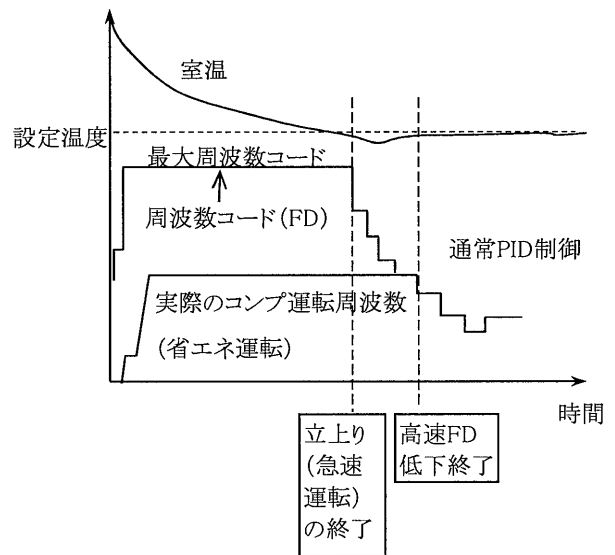 室温
設定温度
最大周波数コード
周波数コード(FD)
通常PID制御
実際のコンプ運転周波数
(省エネ運転)
時間
立上り
(急速
運転)
の終了
高速FD
低下終了